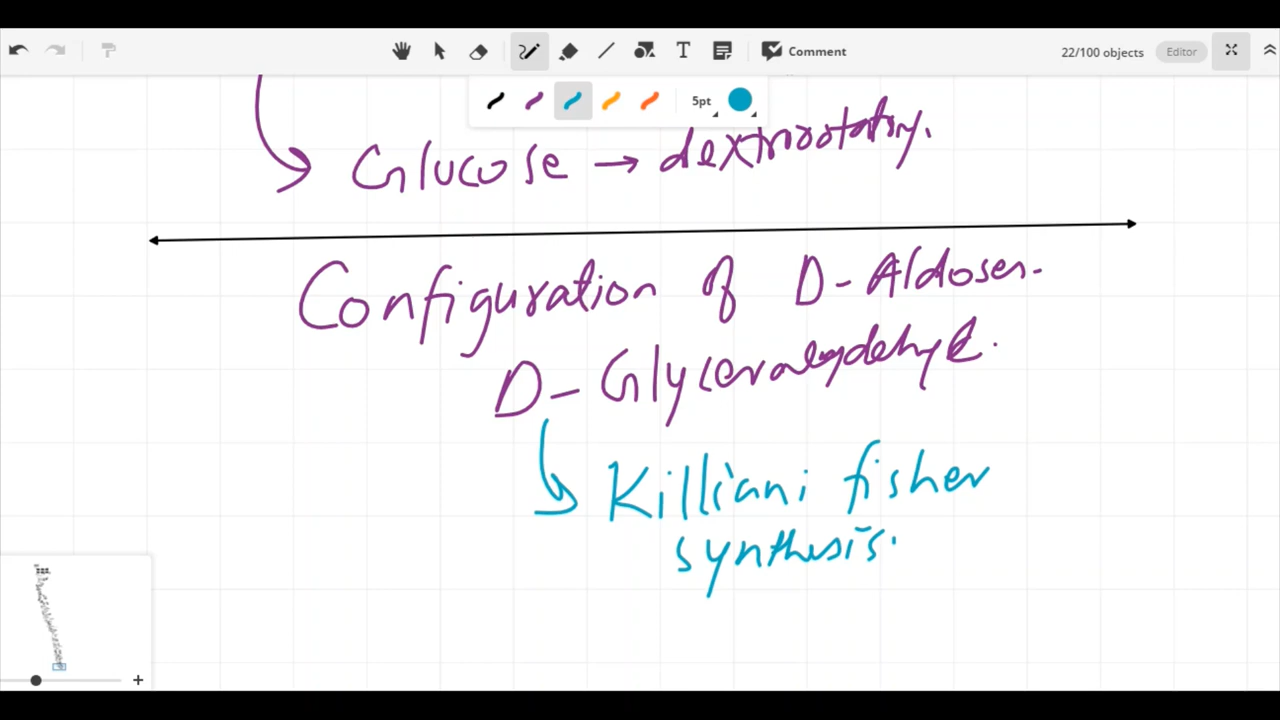 Comment
22/100 objects
Editor
5pt
Glucose → dextrorotatory.
Configuration of D-Aldoses.
D-Glyceraldehyde.
Killiani fisher
synthesis.